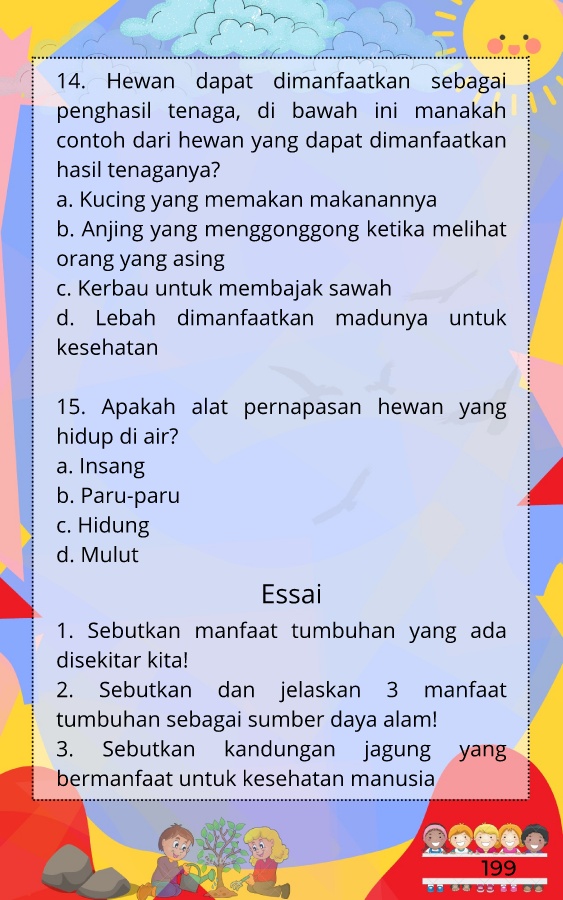 14. Hewan dapat dimanfaatkan sebagai
penghasil tenaga, di bawah ini manakah
contoh dari hewan yang dapat dimanfaatkan
hasil tenaganya?
a. Kucing yang memakan makanannya
b. Anjing yang menggonggong ketika melihat
orang yang asing
c. Kerbau untuk membajak sawah
d. Lebah dimanfaatkan madunya untuk
kesehatan
15. Apakah alat pernapasan hewan yang
hidup di air?
a. Insang
b. Paru-paru
c. Hidung
d. Mulut
Essai
1. Sebutkan manfaat tumbuhan yang ada
disekitar kita!
2. Sebutkan dan jelaskan 3 manfaat
tumbuhan sebagai sumber daya alam!
3. Sebutkan kandungan jagung yang
bermanfaat untuk kesehatan manusia
199